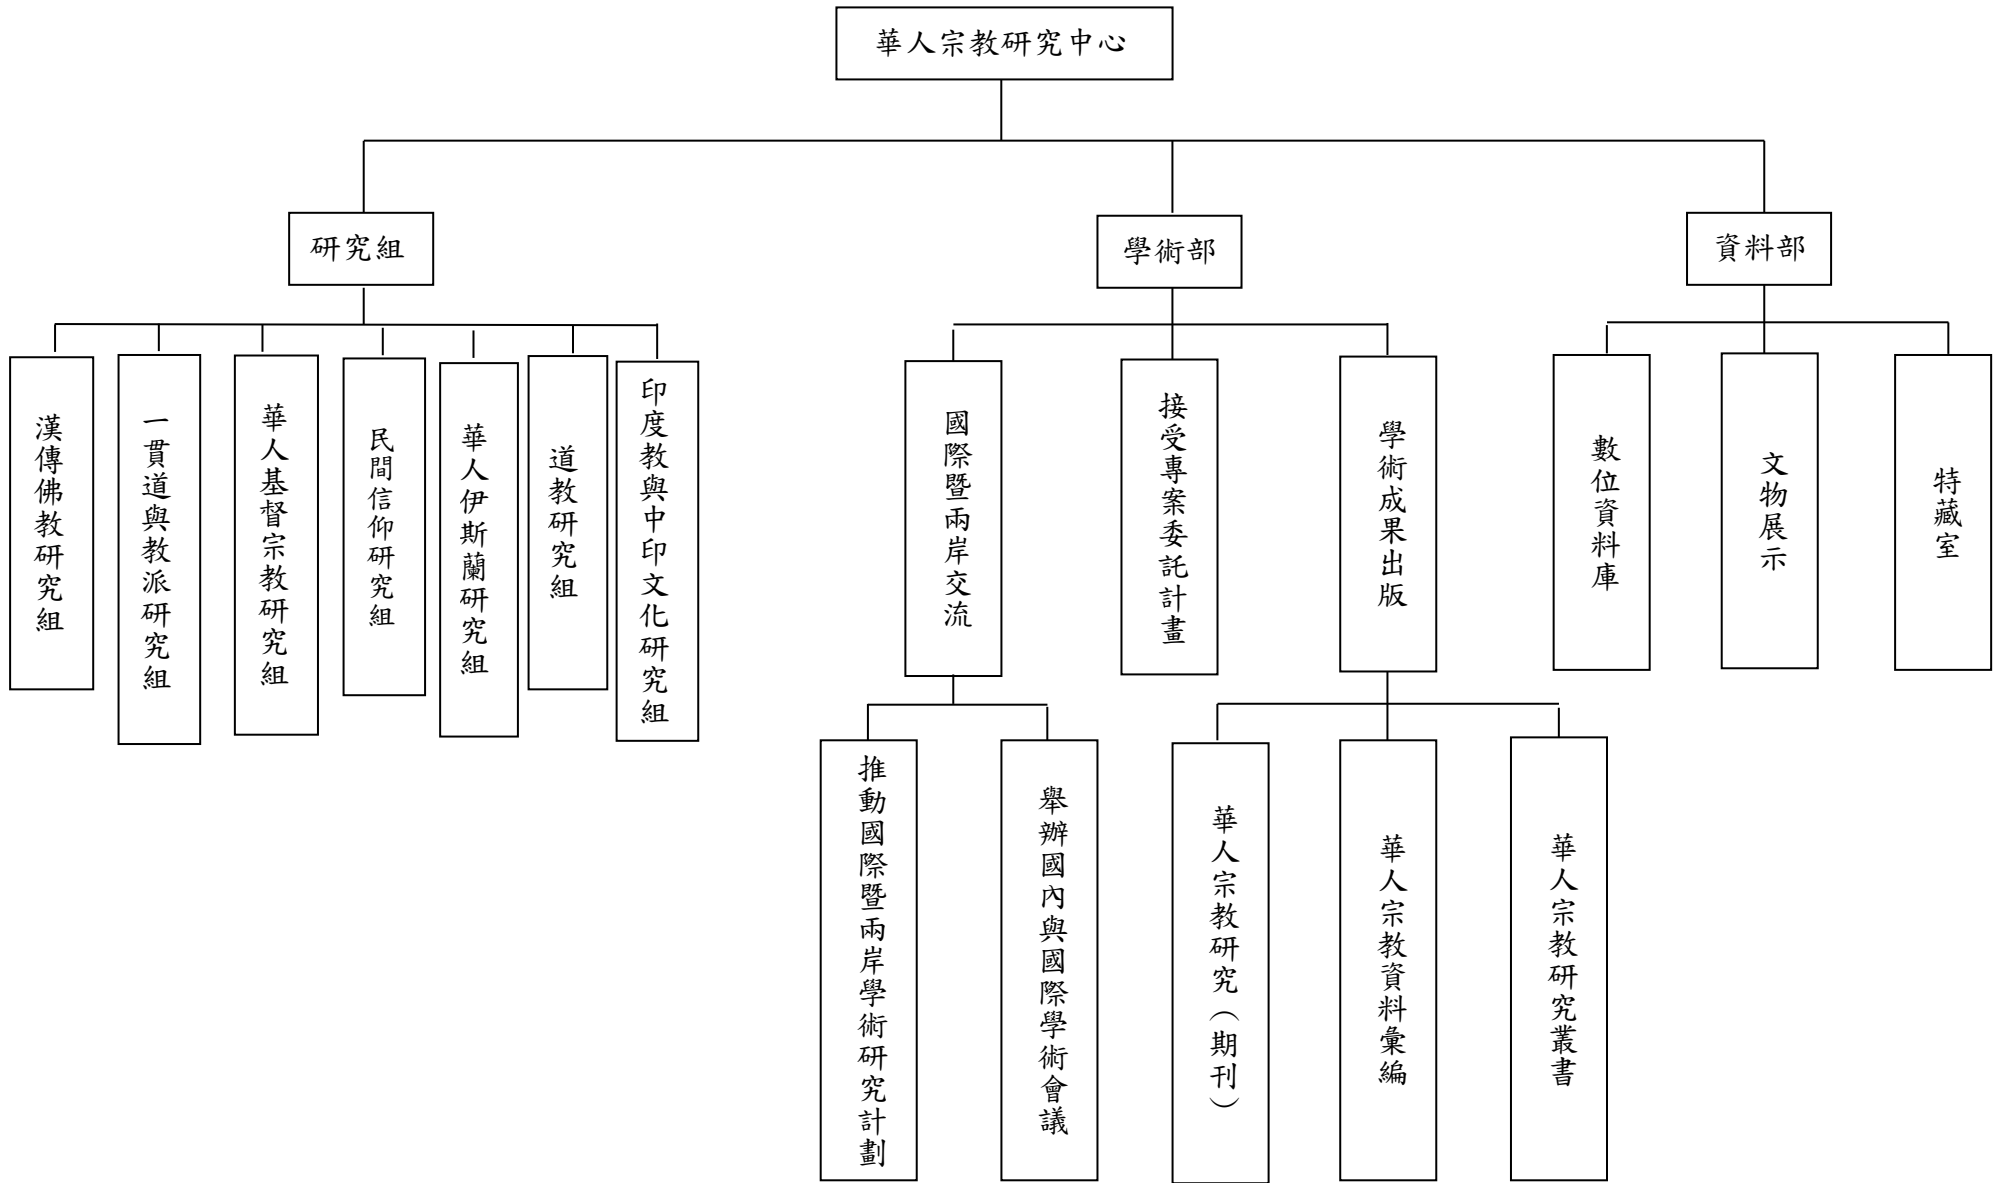 華人宗教研究中心
研究組
學術部
資料部
漢傳佛教研究組
一貫道與教派研究組
華人基督宗教研究組
民間信仰研究組
華人伊斯蘭研究組
道教研究組
印度教與中印文化研究組
國際暨兩岸交流
接受專案委託計畫
學術成果出版
數位資料庫
文物展示
特藏室
推動國際暨兩岸學術研究計劃
舉辦國內與國際學術會議
華人宗教研究（期刊）
華人宗教資料彙編
華人宗教研究叢書